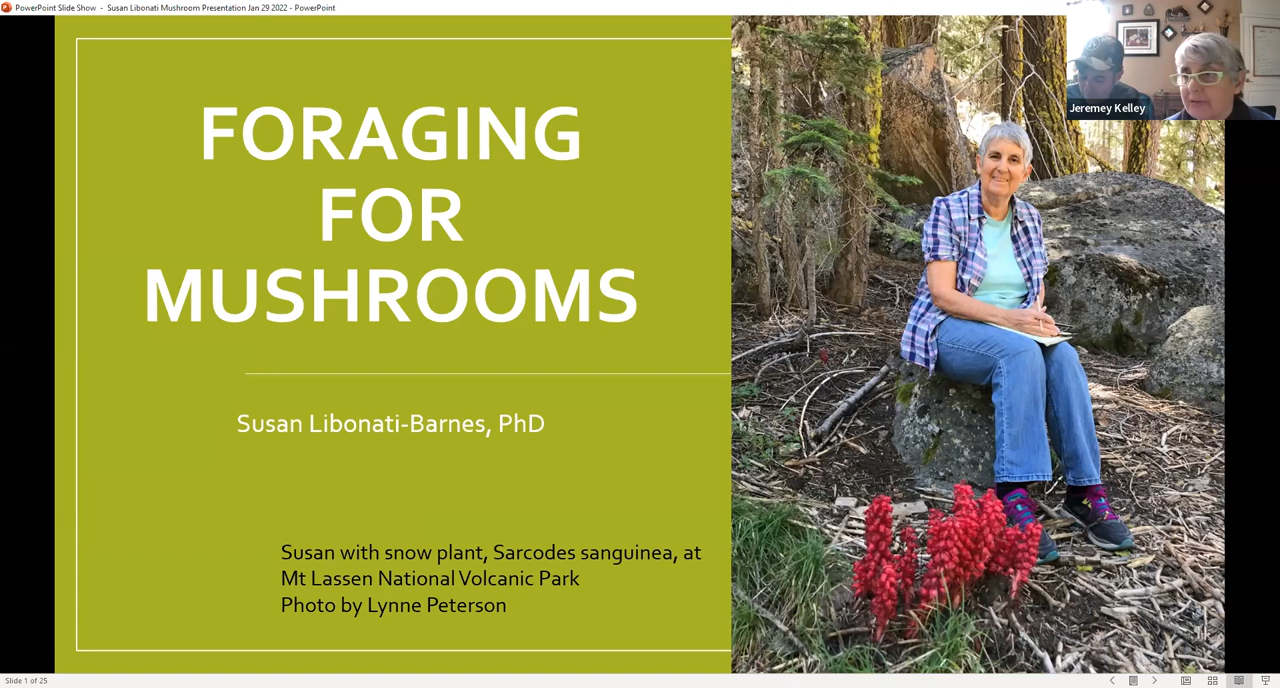 PowerPoint Slide Show - Susan Libonati Mushroom Presentation Jan 29 2022 - PowerPoint
Jeremey Kelley
FORAGING
FOR
MUSHROOMS
Susan Libonati-Barnes, PhD
Susan with snow plant, Sarcodes sanguinea, at
Mt Lassen National Volcanic Park
Photo by Lynne Peterson
Slide 1 of 25